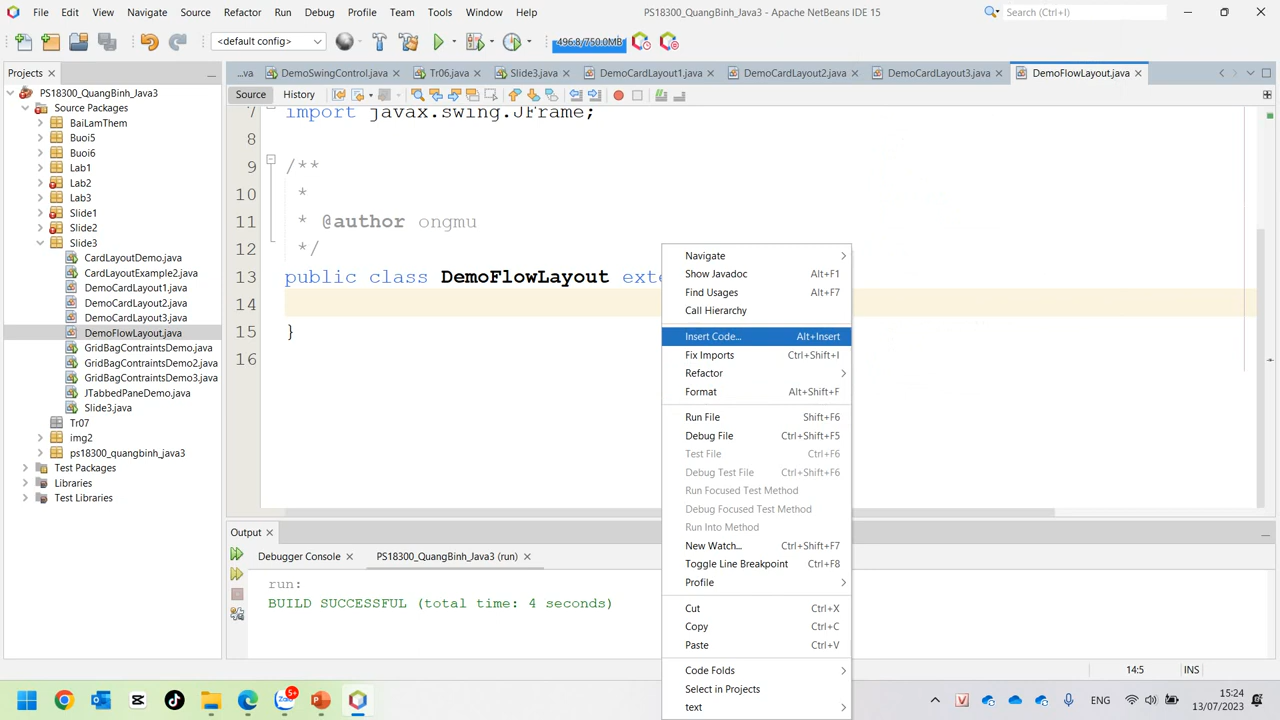 File Edit View Navigate Source Refactor Run Debug Profile Team Tools Window Help
PS18300_QuangBinh_Java3 - Apache NetBeans IDE 15
Search (Ctrl+I)
<default config>
496.8/750.0MB
Projects
...va
DemoSwingControl.java
Tr06.java
Slide3.java
DemoCardLayout1.java
DemoCardLayout2.java
DemoCardLayout3.java
DemoFlowLayout.java
PS18300_QuangBinh_Java3
Source Packages
BaiLamThem
Buoi5
Buoi6
Lab1
Lab2
Lab3
Slide1
Slide2
Slide3
CardLayoutDemo.java
CardLayoutExample2.java
DemoCardLayout1.java
DemoCardLayout2.java
DemoCardLayout3.java
DemoFlowLayout.java
GridBagContraintsDemo.java
GridBagContraintsDemo2.java
GridBagContraintsDemo3.java
JTabbedPaneDemo.java
Slide3.java
Tr07
img2
ps18300_quangbinh_java3
Test Packages
Libraries
Test Libraries
Source History
7 import javax.swing.JFrame;
8
9 /**
10 *
11 * @author ongmu
12 */
13 public class DemoFlowLayout exte
14
15 }
16
Navigate
Show Javadoc Alt+F1
Find Usages Alt+F7
Call Hierarchy
Insert Code... Alt+Insert
Fix Imports Ctrl+Shift+I
Refactor
Format Alt+Shift+F
Run File Shift+F6
Debug File Ctrl+Shift+F5
Test File Ctrl+F6
Debug Test File Ctrl+Shift+F6
Run Focused Test Method
Debug Focused Test Method
Run Into Method
New Watch... Ctrl+Shift+F7
Toggle Line Breakpoint Ctrl+F8
Profile
Cut Ctrl+X
Copy Ctrl+C
Paste Ctrl+V
Code Folds
Select in Projects
text
Output
Debugger Console
PS18300_QuangBinh_Java3 (run)
run:
BUILD SUCCESSFUL (total time: 4 seconds)
14:5 INS
5+
Zalo
ENG
15:24
13/07/2023